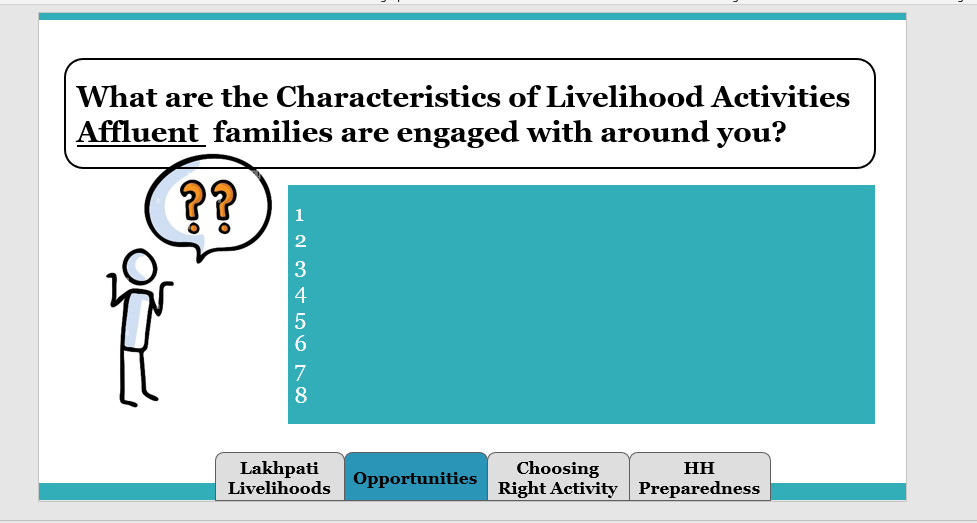 What are the Characteristics of Livelihood Activities
Affluent families are engaged with around you?
??
1
2
3
4
5
6
7
8
Lakhpati
Livelihoods
Opportunities
Choosing
Right Activity
HH
Preparedness